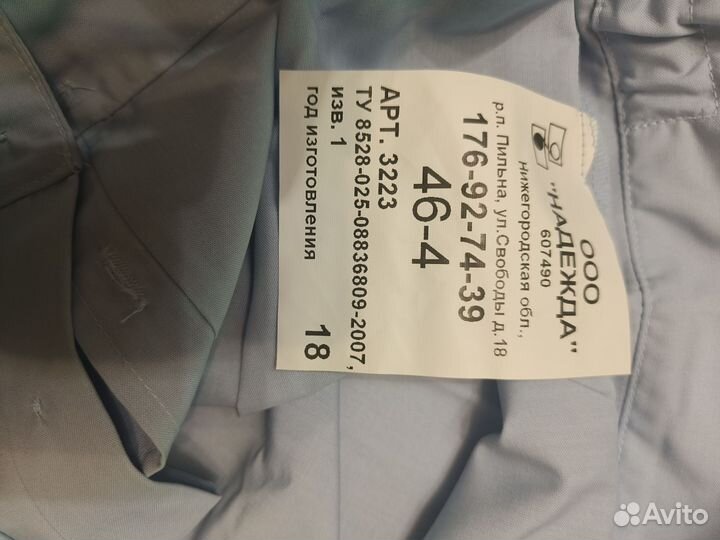 ООО
"НАДЕЖДА"
607490
нижегородская обл.,
р.п. Пильна, ул.Свободы д.18
176-92-74-39
46-4
АРТ. 3223
ТУ 8528-025-08836809-2007,
изв. 1
год изготовления 18
Avito